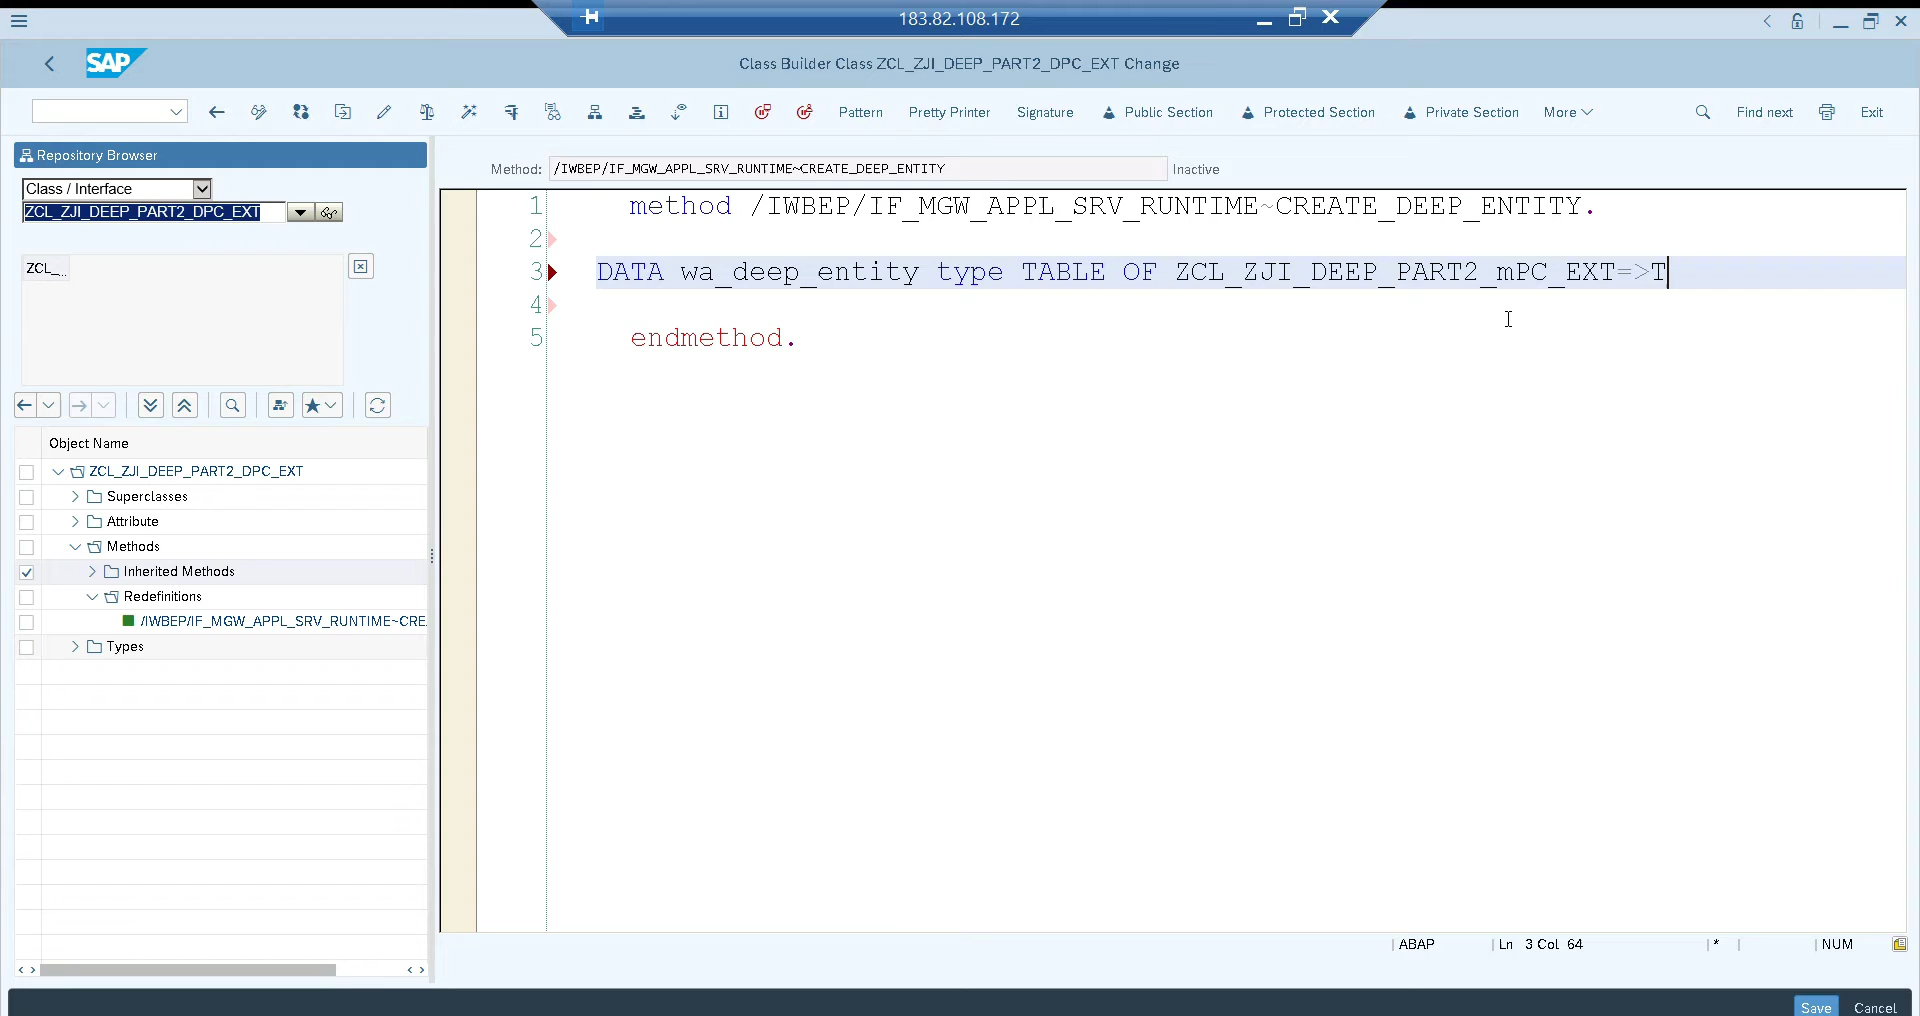 183.82.108.172
SAP
Class Builder Class ZCL_ZJI_DEEP_PART2_DPC_EXT Change
Pattern Pretty Printer Signature Public Section Protected Section Private Section More Find next Exit
Repository Browser
Class / Interface
ZCL_ZJI_DEEP_PART2_DPC_EXT
ZCL_...
Object Name
ZCL_ZJI_DEEP_PART2_DPC_EXT
Superclasses
Attribute
Methods
Inherited Methods
Redefinitions
/IWBEP/IF_MGW_APPL_SRV_RUNTIME~CRE
Types
Method: /IWBEP/IF_MGW_APPL_SRV_RUNTIME~CREATE_DEEP_ENTITY Inactive
1 method /IWBEP/IF_MGW_APPL_SRV_RUNTIME~CREATE_DEEP_ENTITY.
2
3 DATA wa_deep_entity type TABLE OF ZCL_ZJI_DEEP_PART2_mPC_EXT=>T
4
5 endmethod.
ABAP Ln 3 Col 64 * NUM
Save Cancel